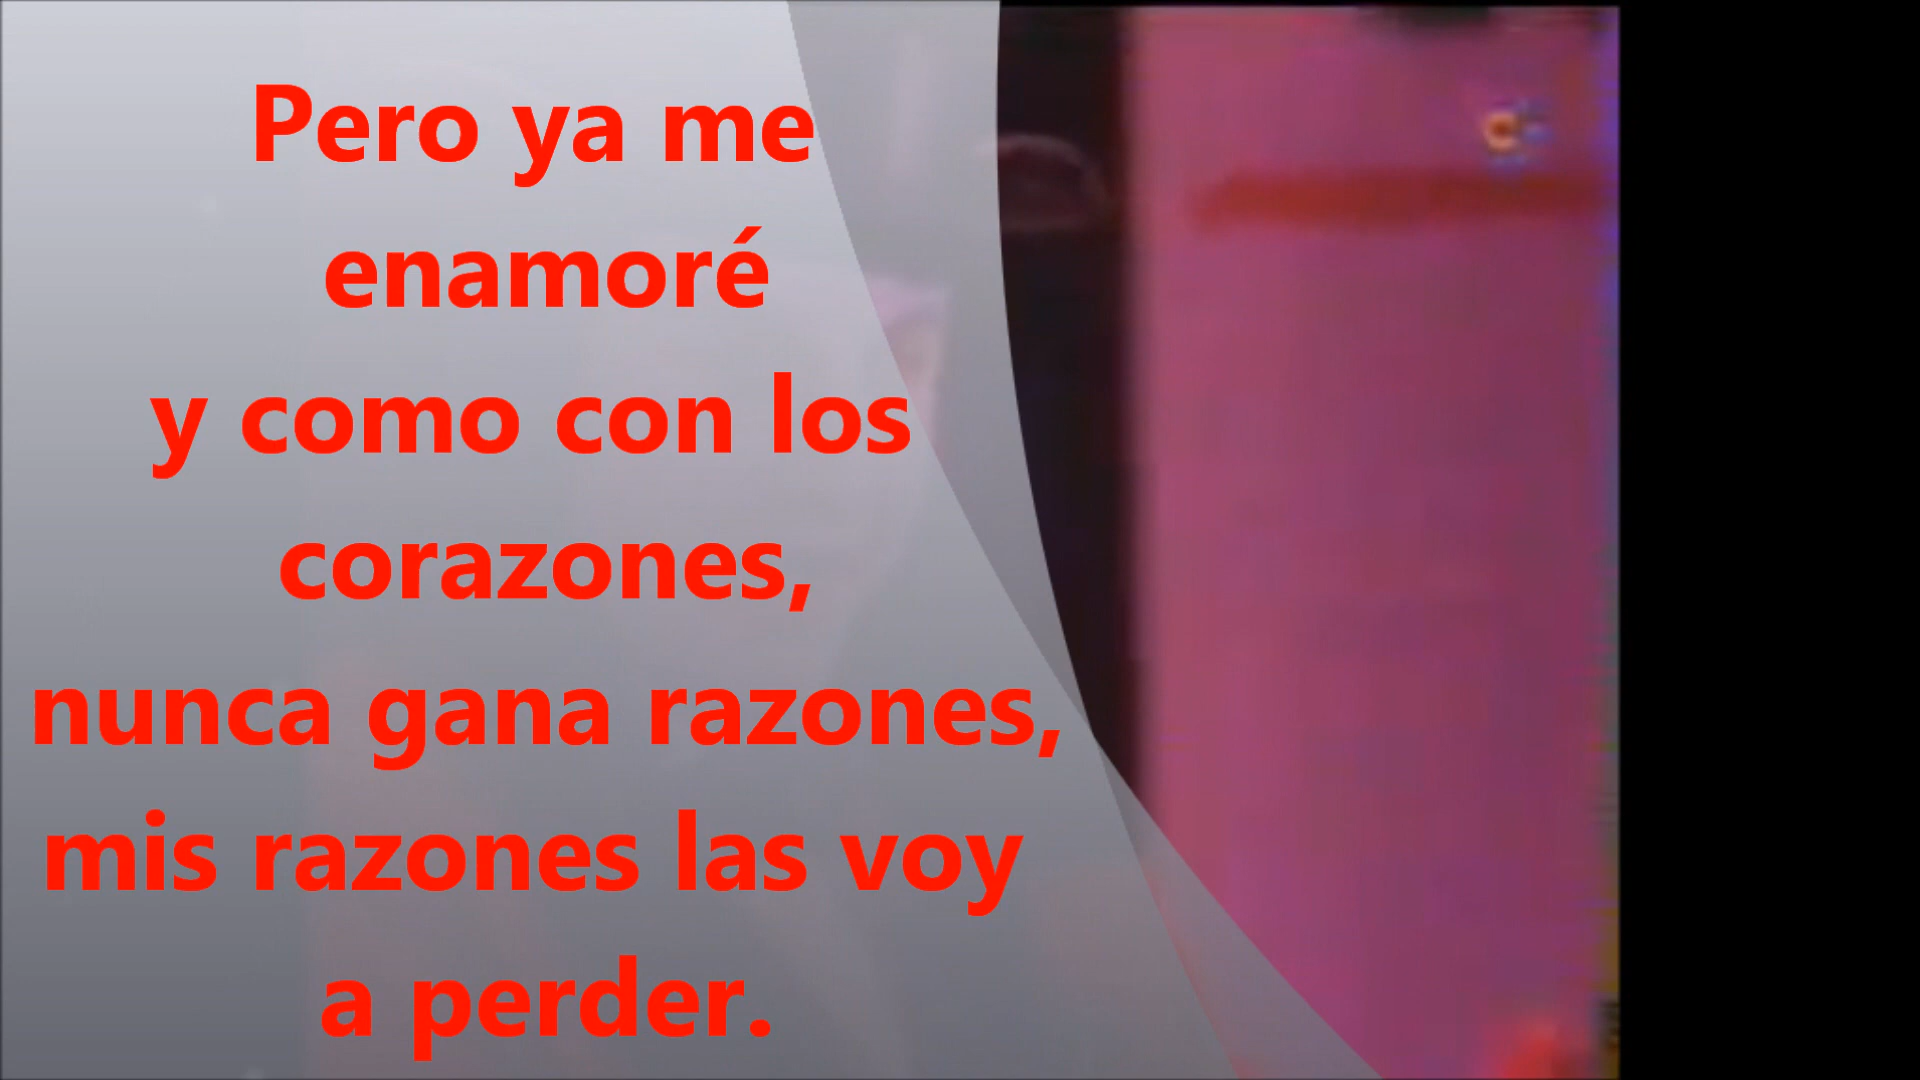 Pero ya me
enamoré
y como con los
corazones,
nunca gana razones,
mis razones las voy
a perder.